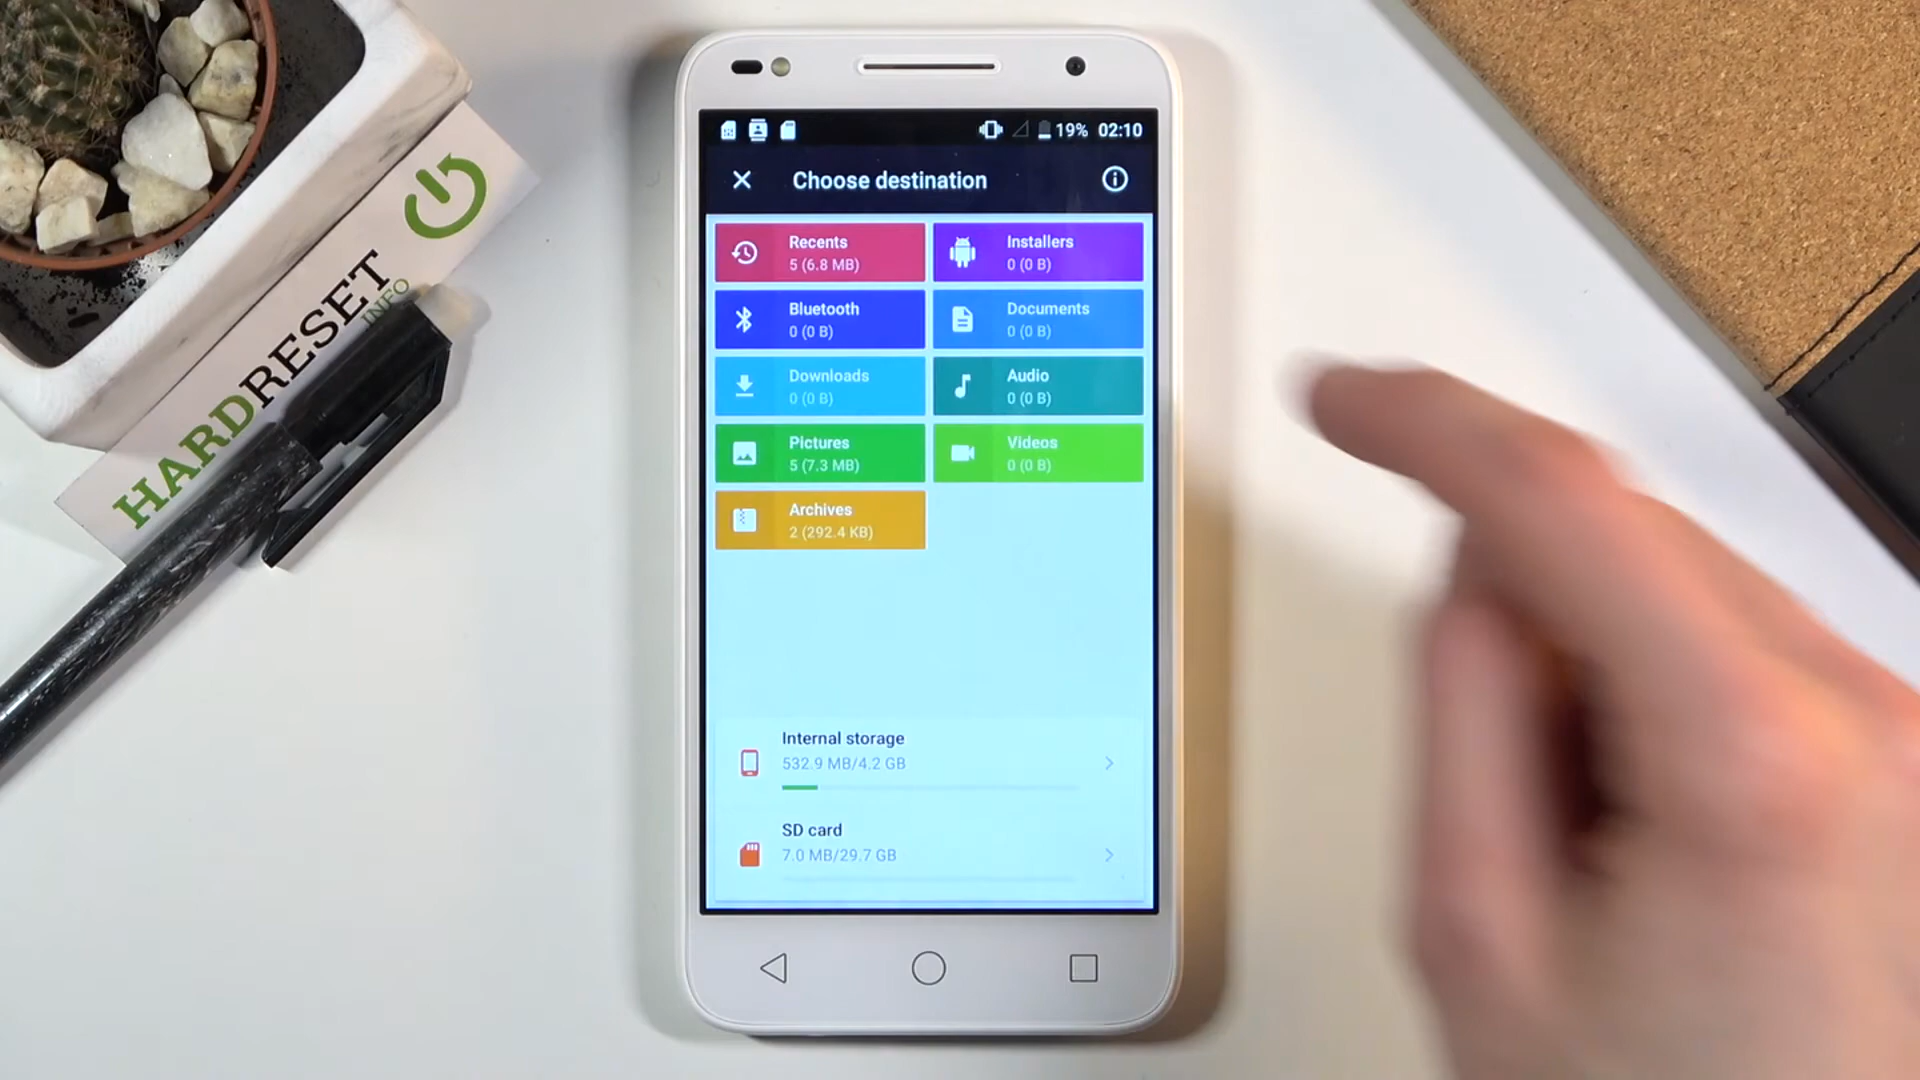 19% 02:10
Choose destination
Recents
5 (6.8 MB)
Installers
0 (0 B)
Bluetooth
0 (0 B)
Documents
0 (0 B)
Downloads
0 (0 B)
Audio
0 (0 B)
Pictures
5 (7.3 MB)
Videos
0 (0 B)
Archives
2 (292.4 KB)
Internal storage
532.9 MB/4.2 GB
SD card
7.0 MB/29.7 GB
HARDRESET
INFO